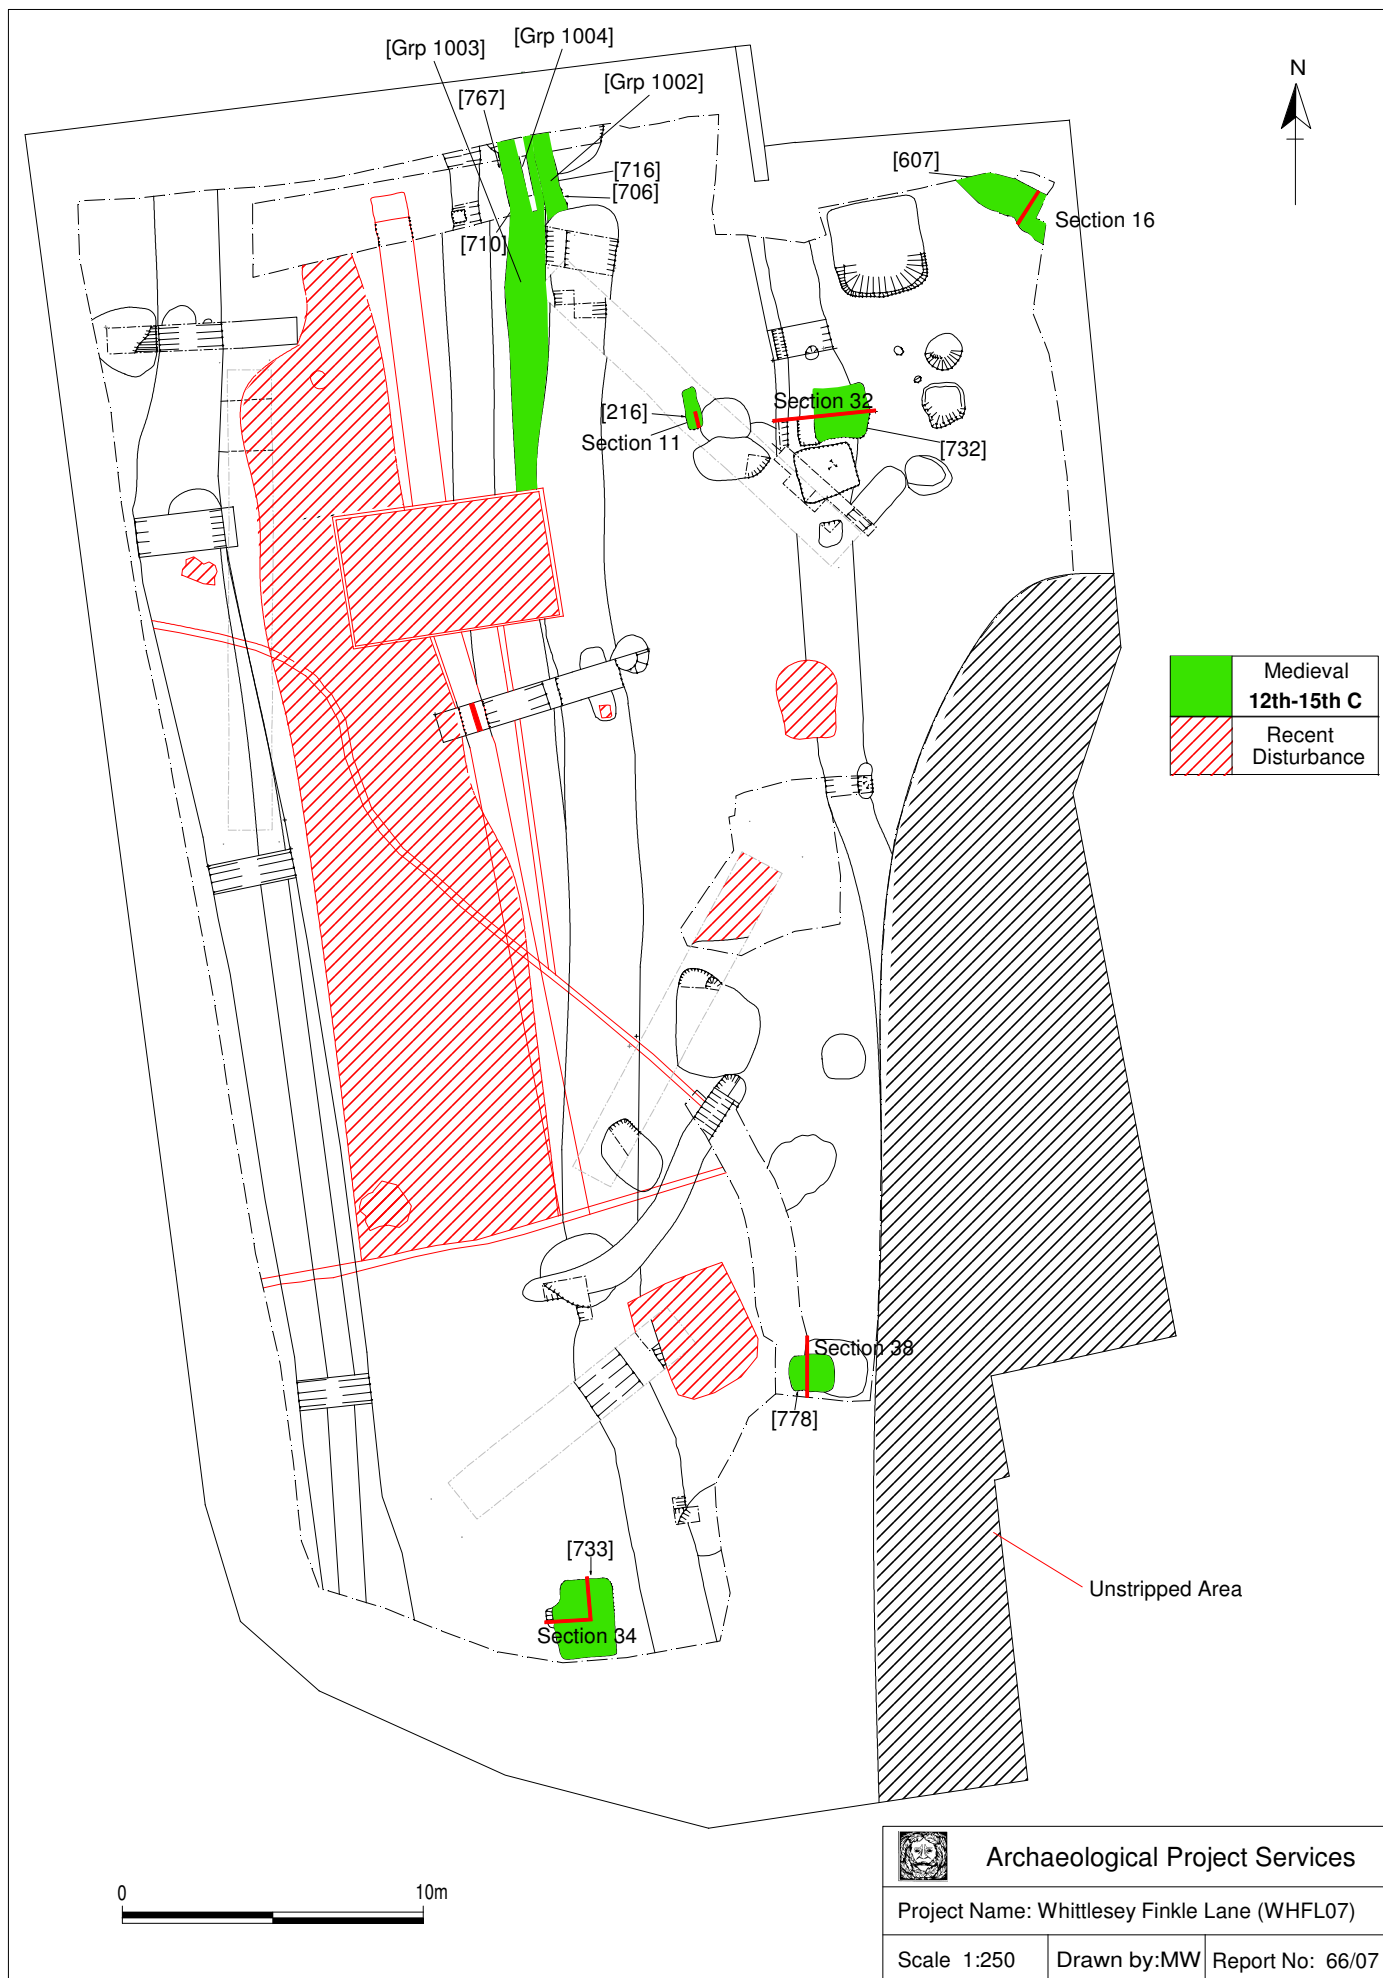 [Grp 1004]
[Grp 1003]
[Grp 1002]
[767]
[716]
[706]
[710]
N
[607]
Section 16
Section 32
[216]
Section 11
[732]
Medieval
12th-15th C
Recent
Disturbance
Section 38
[778]
[733]
Section 34
Unstripped Area
0
10m
Archaeological Project Services
Project Name: Whittlesey Finkle Lane (WHFL07)
Scale 1:250
Drawn by:MW
Report No: 66/07